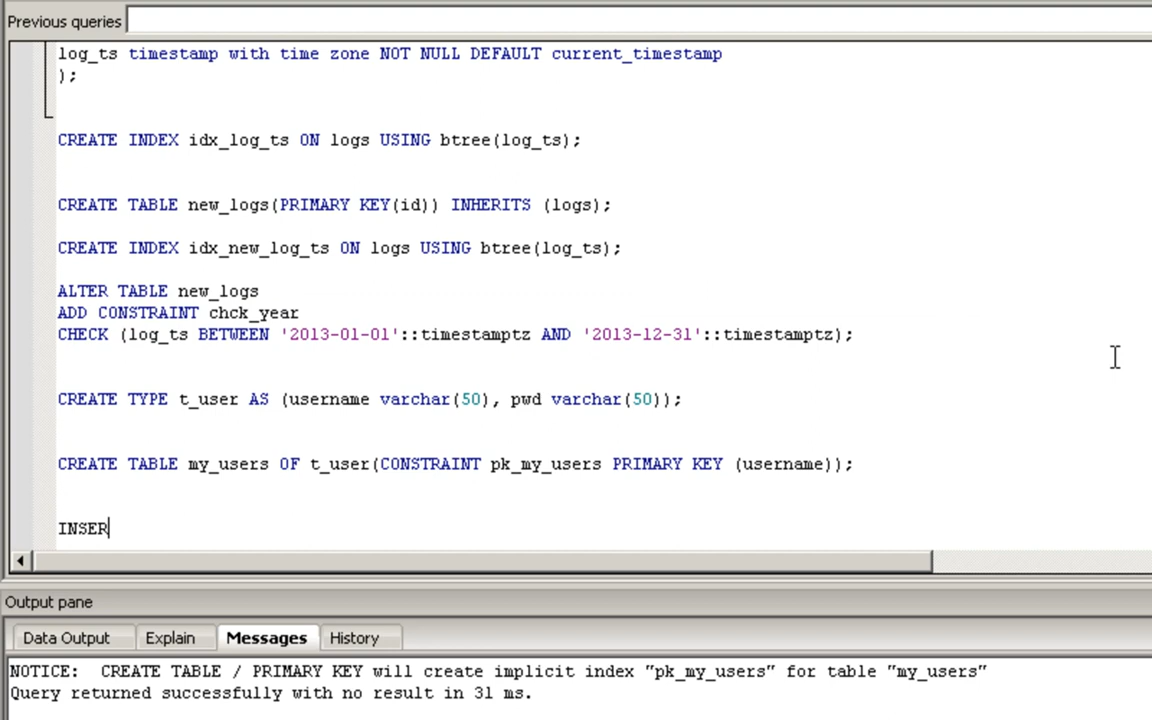 Previous queries
log_ts timestamp with time zone NOT NULL DEFAULT current_timestamp
);
CREATE INDEX idx_log_ts ON logs USING btree(log_ts);
CREATE TABLE new_logs(PRIMARY KEY(id)) INHERITS (logs);
CREATE INDEX idx_new_log_ts ON logs USING btree(log_ts);
ALTER TABLE new_logs
ADD CONSTRAINT chck_year
CHECK (log_ts BETWEEN '2013-01-01'::timestamptz AND '2013-12-31'::timestamptz);
CREATE TYPE t_user AS (username varchar(50), pwd varchar(50));
CREATE TABLE my_users OF t_user(CONSTRAINT pk_my_users PRIMARY KEY (username));
INSER
Output pane
Data Output Explain Messages History
NOTICE:  CREATE TABLE / PRIMARY KEY will create implicit index "pk_my_users" for table "my_users"
Query returned successfully with no result in 31 ms.